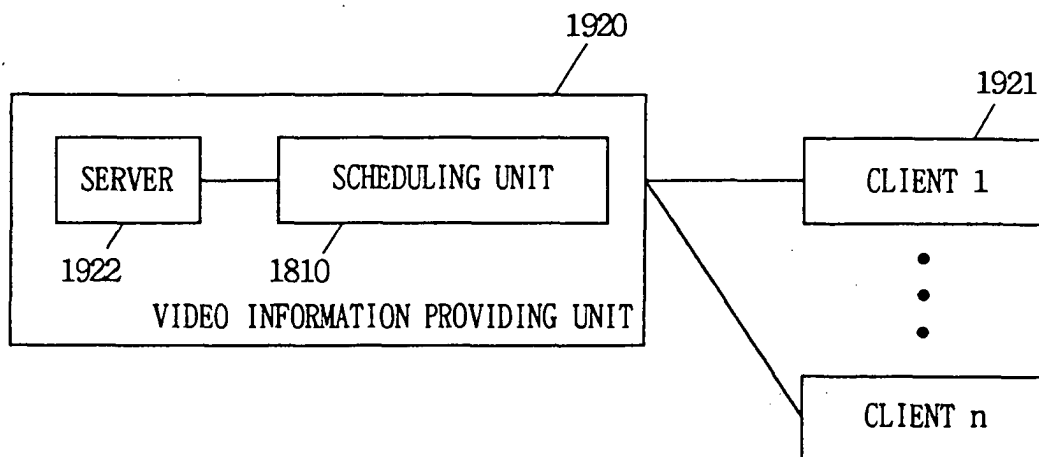 1920
1921
SERVER
SCHEDULING UNIT
CLIENT 1
1922
1810
VIDEO INFORMATION PROVIDING UNIT
CLIENT n